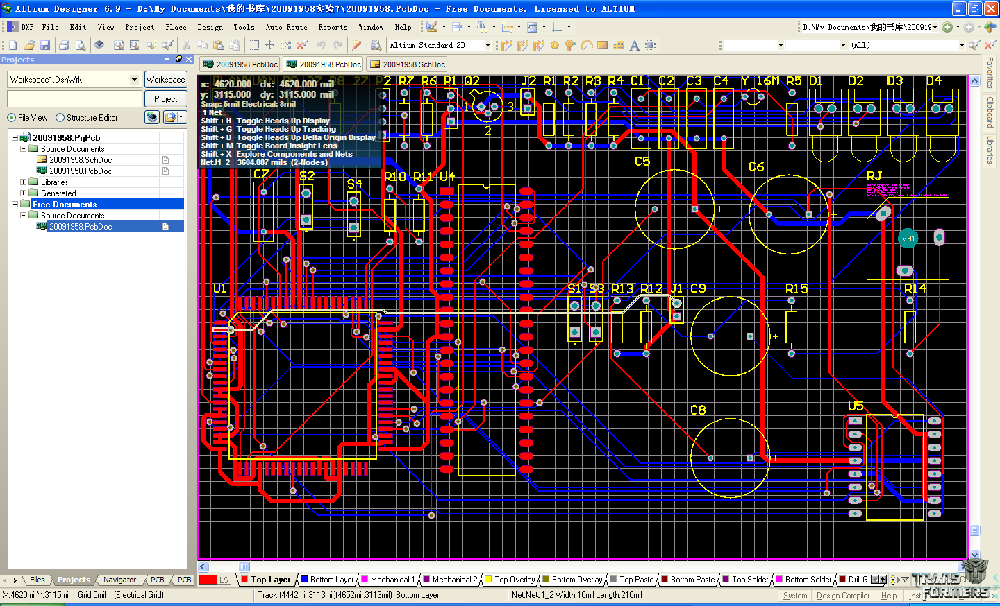 Altium Designer 6.9 - D:\My Documents\我的书库\20091958实验7\20091958.PcbDoc - Free Documents. Licensed to ALTIUM
DXP File Edit View Project Place Design Tools Auto Route Reports Window Help
D:\My Documents\我的书库\20091
Altium Standard 2D
(All)
Projects
20091958.PcbDoc 20091958.PcbDoc 20091958.SchDoc
Workspace1.DsnWrk Workspace
Project
File View Structure Editor
20091958.PrjPcb
Source Documents
20091958.SchDoc
20091958.PcbDoc
Libraries
Generated
Free Documents
Source Documents
20091958.PcbDoc
Favorites
Clipboard
Libraries
x: 4620.000 dx: 4620.000 mil
y: 3115.000 dy: 3115.000 mil
Snap: 5mil Electrical: 8mil
1 Net
Shift + H Toggle Heads Up Display
Shift + G Toggle Heads Up Tracking
Shift + D Toggle Heads Up Delta Origin Display
Shift + M Toggle Board Insight Lens
Shift + X Explore Components and Nets
NetJ1_2 3604.887 mils (2-Nodes)
P2 R7 R6 P1 Q2 J2 R1 R2 R3 R4 C1 C2 C3 C4 Y 16M R5 D1 D2 D3 D4
1 3
2
C7 S2 S4 R10 R11 U4 C5 C6 RJ
MH1
U1 S1 S3 R13 R12 J1 C9 R15 R14
C8 U5
Files Projects Navigator PCB PCB I
LS Top Layer Bottom Layer Mechanical 1 Mechanical 2 Top Overlay Bottom Overlay Top Paste Bottom Paste Top Solder Bottom Solder Drill Gu
TRANSFORMERS
X:4620mil Y:3115mil Grid:5mil (Electrical Grid) Track (4442mil,3113mil)(4652mil,3113mil) Bottom Layer Net:NetJ1_2 Width:10mil Length:210mil
System Design Compiler Help